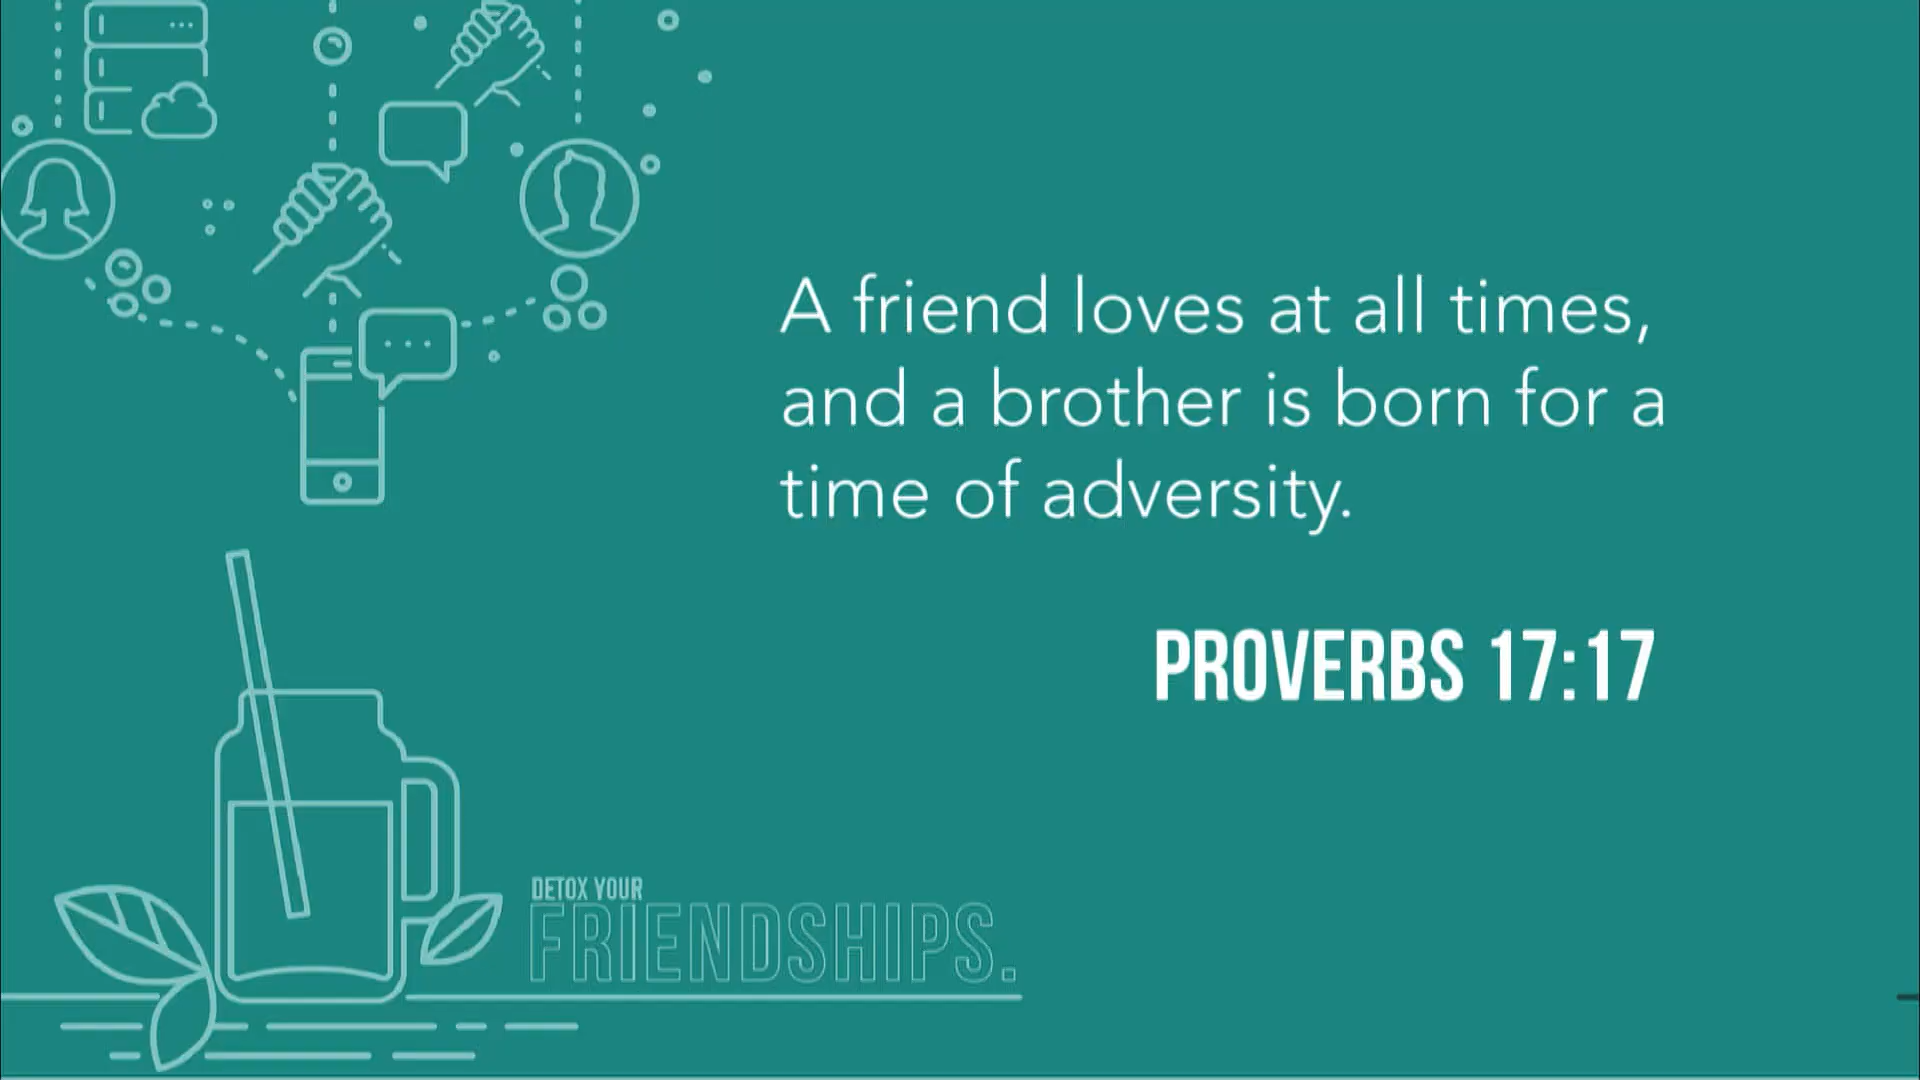 A friend loves at all times,
and a brother is born for a
time of adversity.
PROVERBS 17:17
DETOX YOUR
FRIENDSHIPS.